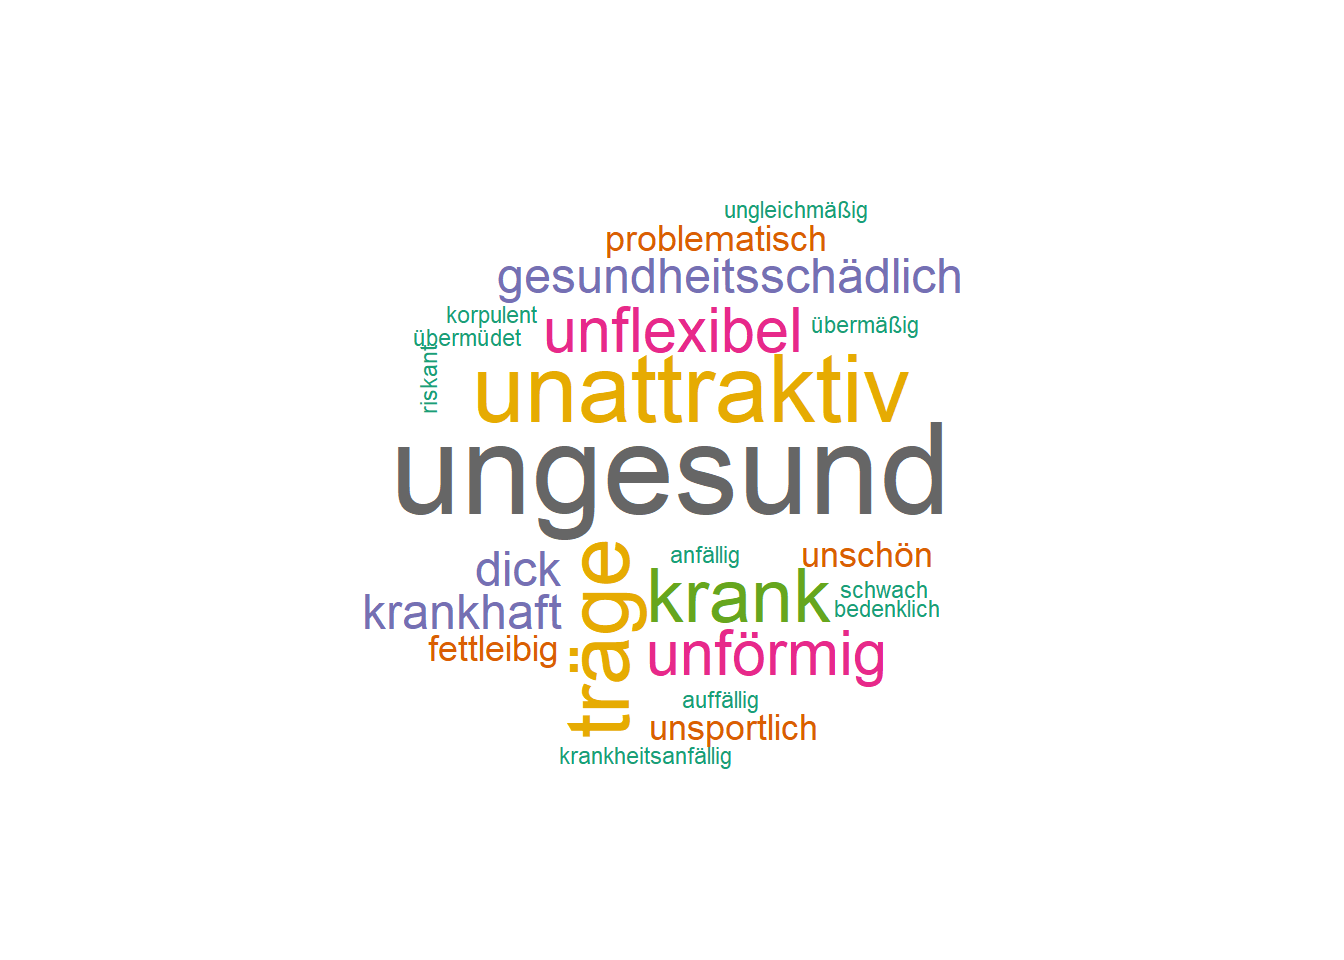 ungleichmäßig
problematisch
gesundheitsschädlich
korpulent
unflexibel
übermäßig
übermüdet
riskant
unattraktiv
ungesund
träge
anfällig
unschön
dick
krank
schwach
bedenklich
krankhaft
fettleibig
unförmig
auffällig
unsportlich
krankheitsanfällig